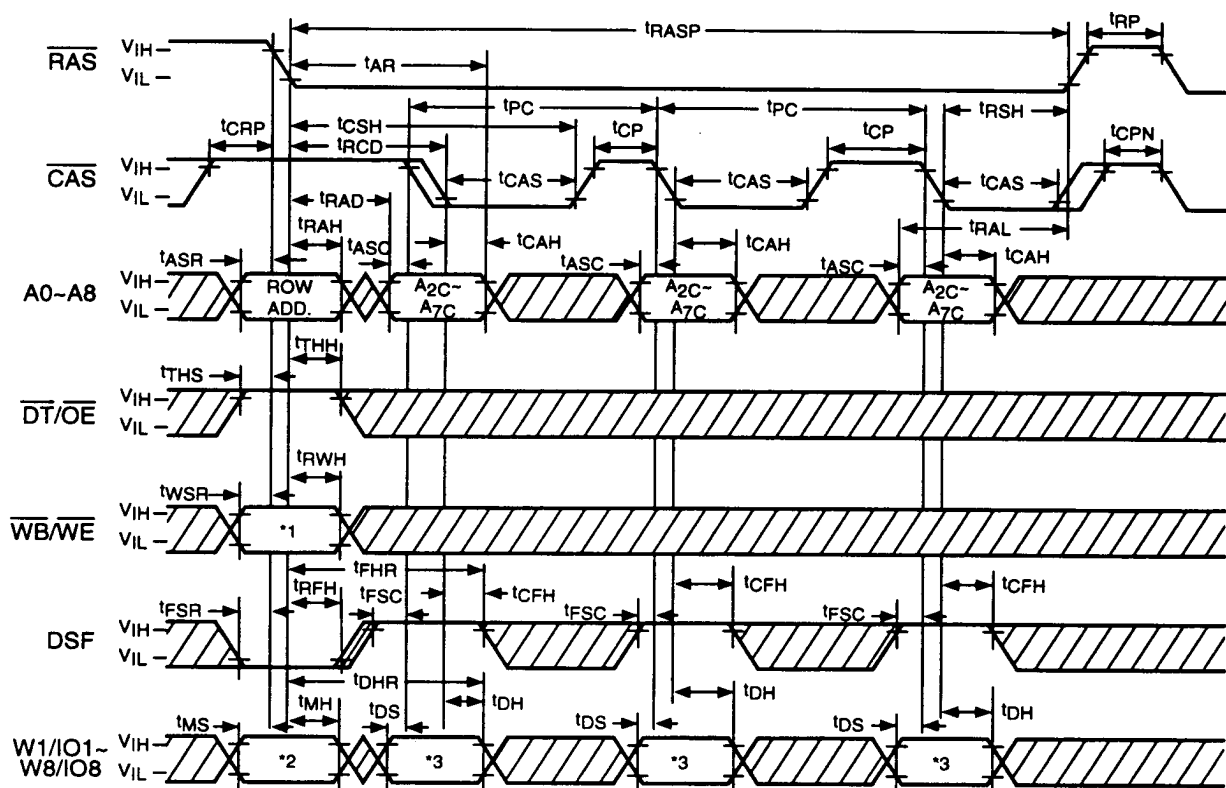 tRASP tRP
RAS VIH
VIL
tAR
tPC tPC tRSH
tCRP tCSH tCP tCP tCPN
tRCD
CAS VIH
VIL
tCAS tCAS tCAS
tRAD
tRAH tRAL
tASR tASC tCAH tASC tCAH tASC tCAH
A0~A8 VIH
VIL
ROW ADD. A2C~ A7C A2C~ A7C A2C~ A7C
tTHH
tTHS
DT/OE VIH
VIL
tRWH
tWSR
WB/WE VIH
VIL
*1
tFHR
tRFH
tFSR tFSC tCFH tFSC tCFH tFSC tCFH
DSF VIH
VIL
tDHR
tMH tDH tDH tDH
tMS tDS tDS tDS
W1/IO1~ VIH
W8/IO8 VIL
*2 *3 *3 *3